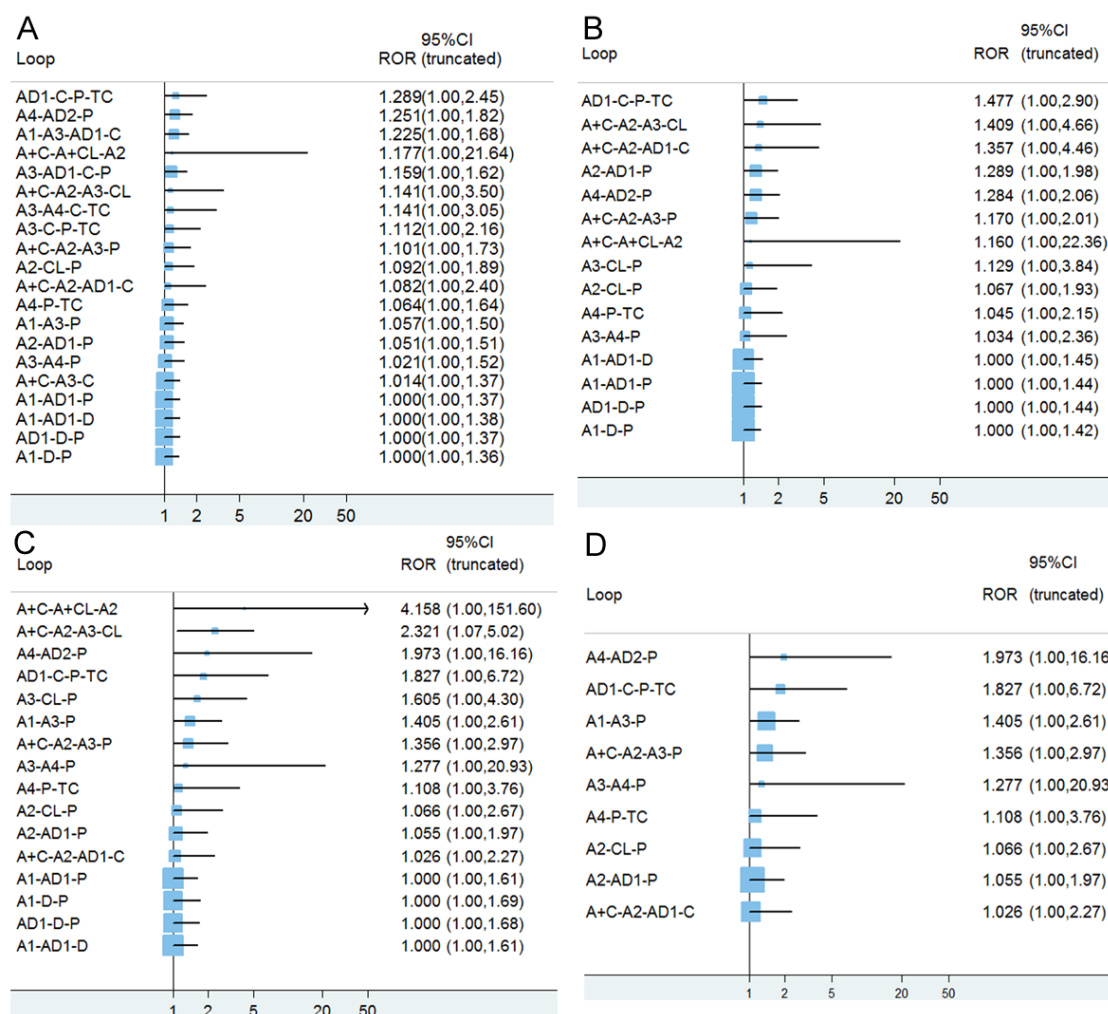 A
95%CI
Loop ROR (truncated)
AD1-C-P-TC 1.289(1.00,2.45)
A4-AD2-P 1.251(1.00,1.82)
A1-A3-AD1-C 1.225(1.00,1.68)
A+C-A+CL-A2 1.177(1.00,21.64)
A3-AD1-C-P 1.159(1.00,1.62)
A+C-A2-A3-CL 1.141(1.00,3.50)
A3-A4-C-TC 1.141(1.00,3.05)
A3-C-P-TC 1.112(1.00,2.16)
A+C-A2-A3-P 1.101(1.00,1.73)
A2-CL-P 1.092(1.00,1.89)
A+C-A2-AD1-C 1.082(1.00,2.40)
A4-P-TC 1.064(1.00,1.64)
A1-A3-P 1.057(1.00,1.50)
A2-AD1-P 1.051(1.00,1.51)
A3-A4-P 1.021(1.00,1.52)
A+C-A3-C 1.014(1.00,1.37)
A1-AD1-P 1.000(1.00,1.37)
A1-AD1-D 1.000(1.00,1.38)
AD1-D-P 1.000(1.00,1.37)
A1-D-P 1.000(1.00,1.36)
1 2 5 20 50
B
95%CI
Loop ROR (truncated)
AD1-C-P-TC 1.477 (1.00,2.90)
A+C-A2-A3-CL 1.409 (1.00,4.66)
A+C-A2-AD1-C 1.357 (1.00,4.46)
A2-AD1-P 1.289 (1.00,1.98)
A4-AD2-P 1.284 (1.00,2.06)
A+C-A2-A3-P 1.170 (1.00,2.01)
A+C-A+CL-A2 1.160 (1.00,22.36)
A3-CL-P 1.129 (1.00,3.84)
A2-CL-P 1.067 (1.00,1.93)
A4-P-TC 1.045 (1.00,2.15)
A3-A4-P 1.034 (1.00,2.36)
A1-AD1-D 1.000 (1.00,1.45)
A1-AD1-P 1.000 (1.00,1.44)
AD1-D-P 1.000 (1.00,1.44)
A1-D-P 1.000 (1.00,1.42)
1 2 5 20 50
C
95%CI
Loop ROR (truncated)
A+C-A+CL-A2 4.158 (1.00,151.60)
A+C-A2-A3-CL 2.321 (1.07,5.02)
A4-AD2-P 1.973 (1.00,16.16)
AD1-C-P-TC 1.827 (1.00,6.72)
A3-CL-P 1.605 (1.00,4.30)
A1-A3-P 1.405 (1.00,2.61)
A+C-A2-A3-P 1.356 (1.00,2.97)
A3-A4-P 1.277 (1.00,20.93)
A4-P-TC 1.108 (1.00,3.76)
A2-CL-P 1.066 (1.00,2.67)
A2-AD1-P 1.055 (1.00,1.97)
A+C-A2-AD1-C 1.026 (1.00,2.27)
A1-AD1-P 1.000 (1.00,1.61)
A1-D-P 1.000 (1.00,1.69)
AD1-D-P 1.000 (1.00,1.68)
A1-AD1-D 1.000 (1.00,1.61)
1 2 5 20 50
D
95%CI
Loop ROR (truncated)
A4-AD2-P 1.973 (1.00,16.16
AD1-C-P-TC 1.827 (1.00,6.72)
A1-A3-P 1.405 (1.00,2.61)
A+C-A2-A3-P 1.356 (1.00,2.97)
A3-A4-P 1.277 (1.00,20.93
A4-P-TC 1.108 (1.00,3.76)
A2-CL-P 1.066 (1.00,2.67)
A2-AD1-P 1.055 (1.00,1.97)
A+C-A2-AD1-C 1.026 (1.00,2.27)
1 2 5 20 50